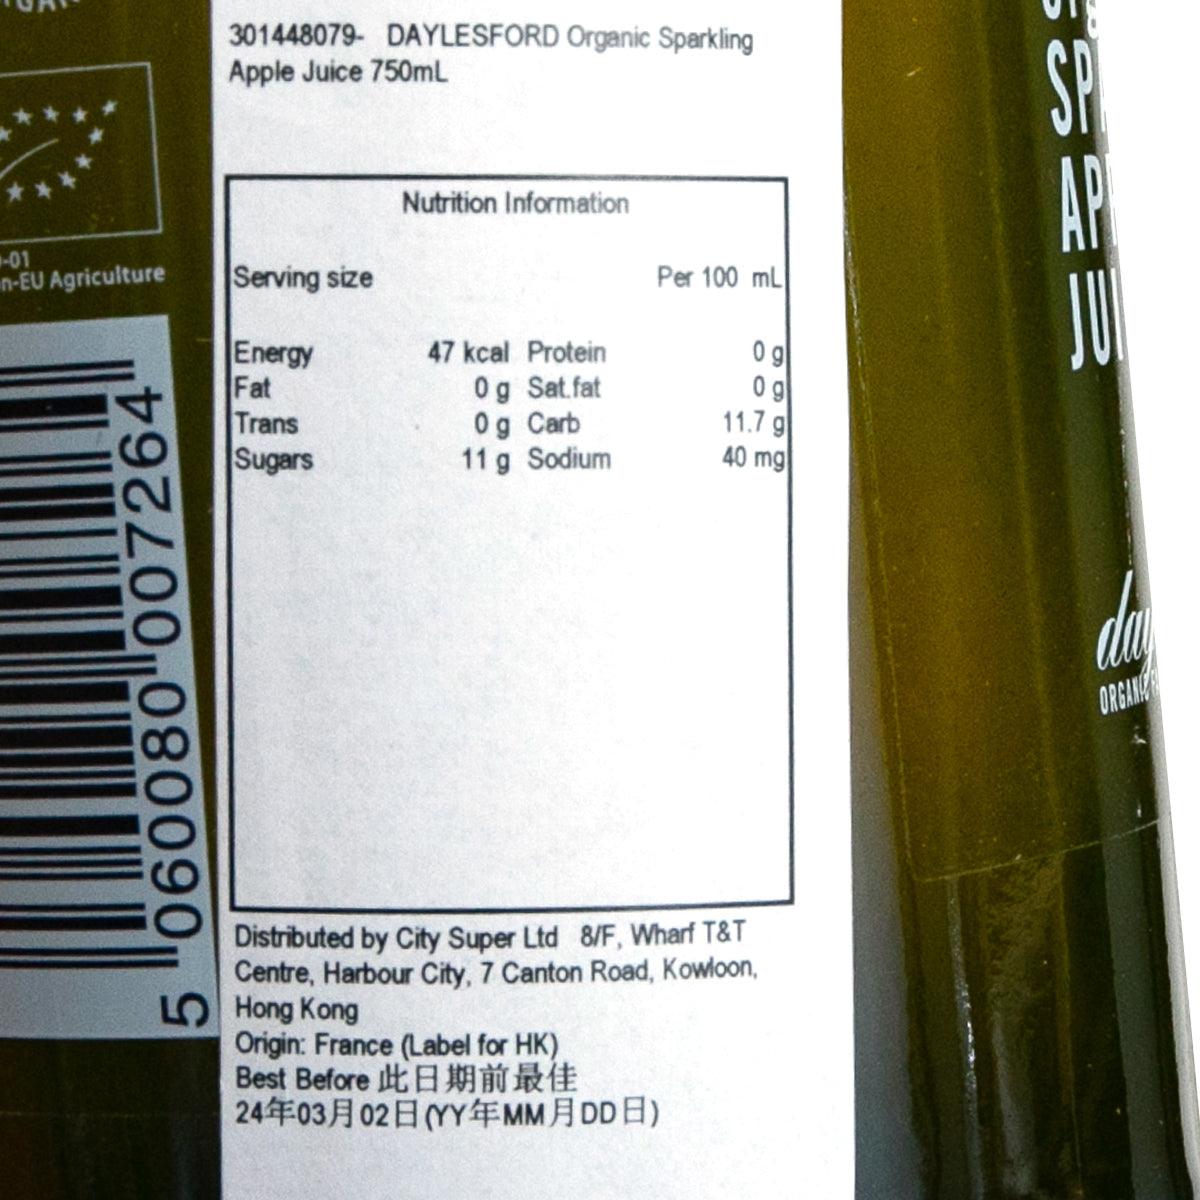 301448079- DAYLESFORD Organic Sparkling
Apple Juice 750mL
Nutrition Information
Serving size Per 100 mL
Energy 47 kcal Protein 0 g
Fat 0 g Sat.fat 0 g
Trans 0 g Carb 11.7 g
Sugars 11 g Sodium 40 mg
Distributed by City Super Ltd 8/F, Wharf T&T
Centre, Harbour City, 7 Canton Road, Kowloon,
Hong Kong
Origin: France (Label for HK)
Best Before 此日期前最佳
24年03月02日(YY年MM月DD日)
-01
n-EU Agriculture
5 060080 007264
SP
AP
JUI
day
ORGANIC